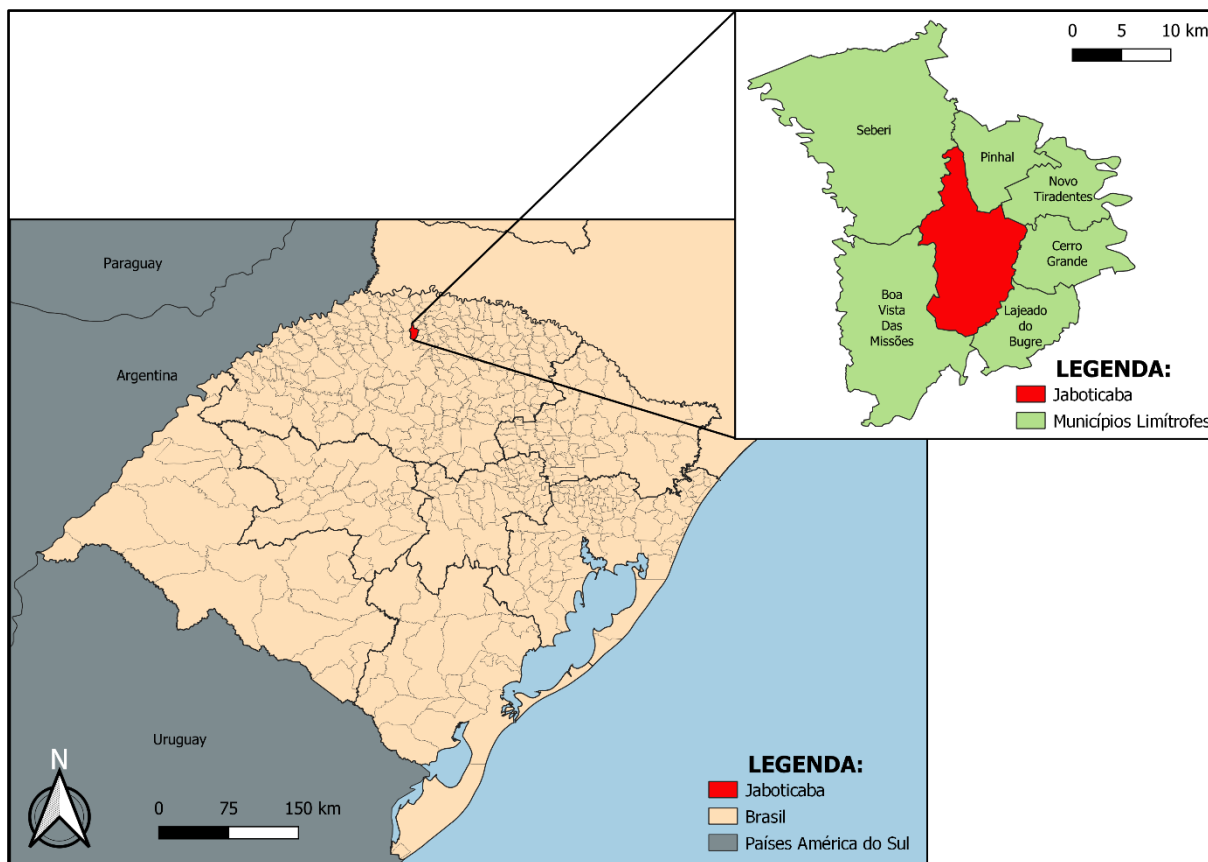 0 5 10 km
Seberi
Pinhal
Novo
Tiradentes
Cerro
Grande
Boa
Vista
Das
Missões
Lajeado
do
Bugre
LEGENDA:
Jaboticaba
Municípios Limítrofes
Paraguay
Argentina
Uruguay
N
0 75 150 km
LEGENDA:
Jaboticaba
Brasil
Países América do Sul